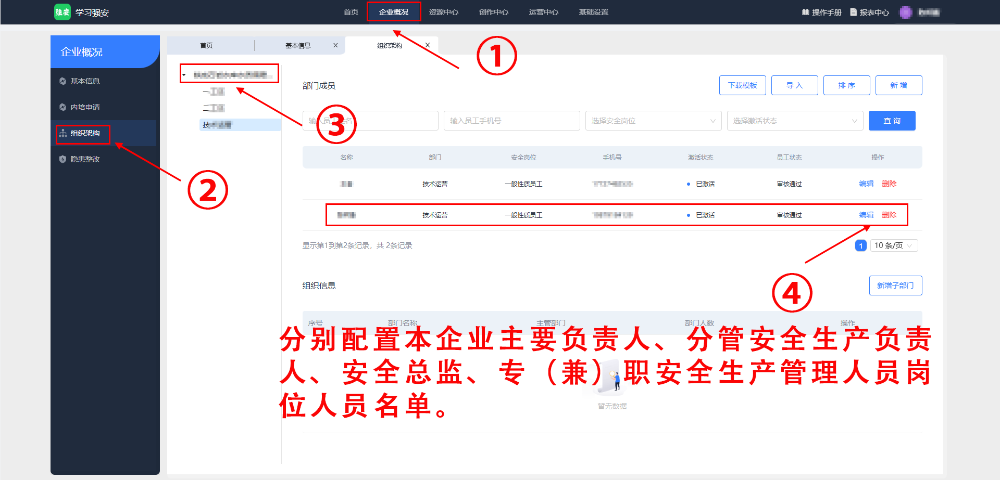 强安 学习强安 首页 企业概况 资源中心 创作中心 运营中心 基础设置 操作手册 报表中心
企业概况
基本信息
内培申请
组织架构
隐患整改
首页 基本信息 X 组织架构 X
①
②
③
④
一
二
技
部门成员 下载模板 导入 排序 新增
输入员工姓名 输入员工手机号 选择安全岗位 选择激活状态 查询
名称 部门 安全岗位 手机号 激活状态 员工状态 操作
技术运营 一般性质员工 已激活 审核通过 编辑 删除
技术运营 一般性质员工 已激活 审核通过 编辑 删除
显示第1到第2条记录，共 2条记录 1 10 条/页
组织信息 新增子部门
序号 部门名称 主管部门 部门人数 操作
分别配置本企业主要负责人、分管安全生产负责
人、安全总监、专（兼）职安全生产管理人员岗
位人员名单。
暂无数据